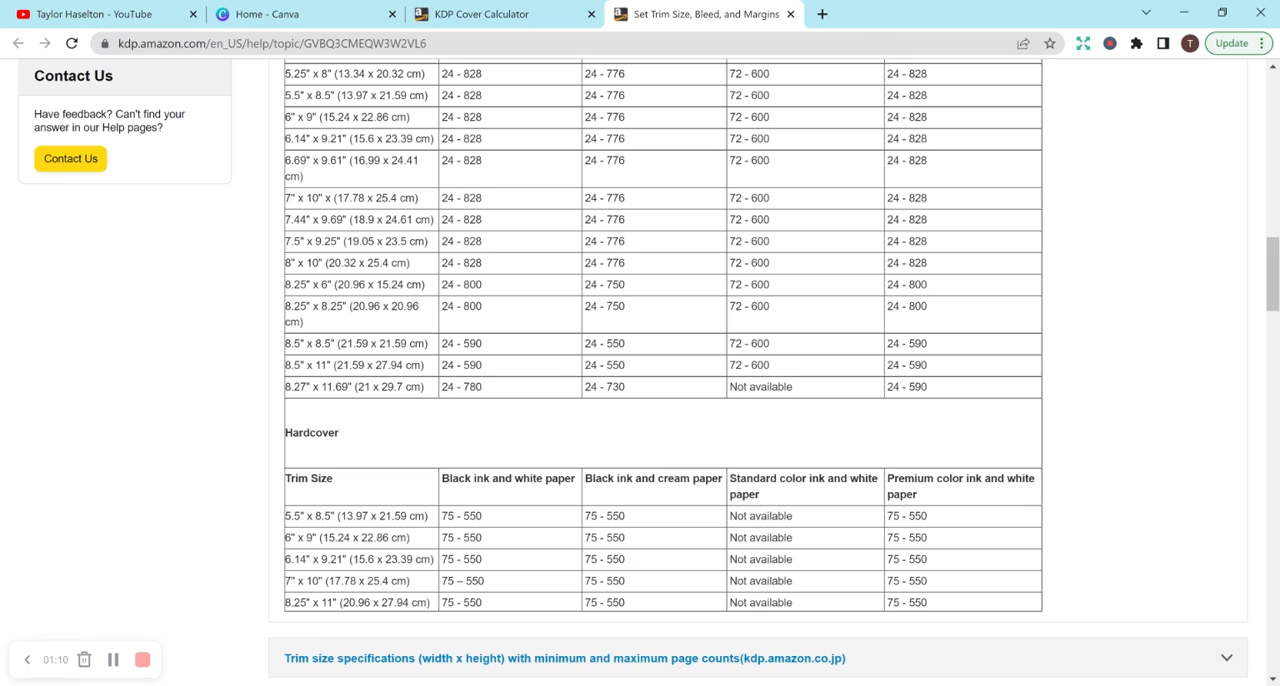 Taylor Haselton - YouTube
Home - Canva
KDP Cover Calculator
Set Trim Size, Bleed, and Margins
kdp.amazon.com/en_US/help/topic/GVBQ3CMEQW3W2VL6
T
Update
Contact Us
Have feedback? Can't find your
answer in our Help pages?
Contact Us
5.25" x 8" (13.34 x 20.32 cm) 24 - 828 24 - 776 72 - 600 24 - 828
5.5" x 8.5" (13.97 x 21.59 cm) 24 - 828 24 - 776 72 - 600 24 - 828
6" x 9" (15.24 x 22.86 cm) 24 - 828 24 - 776 72 - 600 24 - 828
6.14" x 9.21" (15.6 x 23.39 cm) 24 - 828 24 - 776 72 - 600 24 - 828
6.69" x 9.61" (16.99 x 24.41 24 - 828 24 - 776 72 - 600 24 - 828
cm)
7" x 10" x (17.78 x 25.4 cm) 24 - 828 24 - 776 72 - 600 24 - 828
7.44" x 9.69" (18.9 x 24.61 cm) 24 - 828 24 - 776 72 - 600 24 - 828
7.5" x 9.25" (19.05 x 23.5 cm) 24 - 828 24 - 776 72 - 600 24 - 828
8" x 10" (20.32 x 25.4 cm) 24 - 828 24 - 776 72 - 600 24 - 828
8.25" x 6" (20.96 x 15.24 cm) 24 - 800 24 - 750 72 - 600 24 - 800
8.25" x 8.25" (20.96 x 20.96 24 - 800 24 - 750 72 - 600 24 - 800
cm)
8.5" x 8.5" (21.59 x 21.59 cm) 24 - 590 24 - 550 72 - 600 24 - 590
8.5" x 11" (21.59 x 27.94 cm) 24 - 590 24 - 550 72 - 600 24 - 590
8.27" x 11.69" (21 x 29.7 cm) 24 - 780 24 - 730 Not available 24 - 590
Hardcover
Trim Size Black ink and white paper Black ink and cream paper Standard color ink and white Premium color ink and white
paper paper
5.5" x 8.5" (13.97 x 21.59 cm) 75 - 550 75 - 550 Not available 75 - 550
6" x 9" (15.24 x 22.86 cm) 75 - 550 75 - 550 Not available 75 - 550
6.14" x 9.21" (15.6 x 23.39 cm) 75 - 550 75 - 550 Not available 75 - 550
7" x 10" (17.78 x 25.4 cm) 75 – 550 75 - 550 Not available 75 - 550
8.25" x 11" (20.96 x 27.94 cm) 75 - 550 75 - 550 Not available 75 - 550
Trim size specifications (width x height) with minimum and maximum page counts(kdp.amazon.co.jp)
01:10